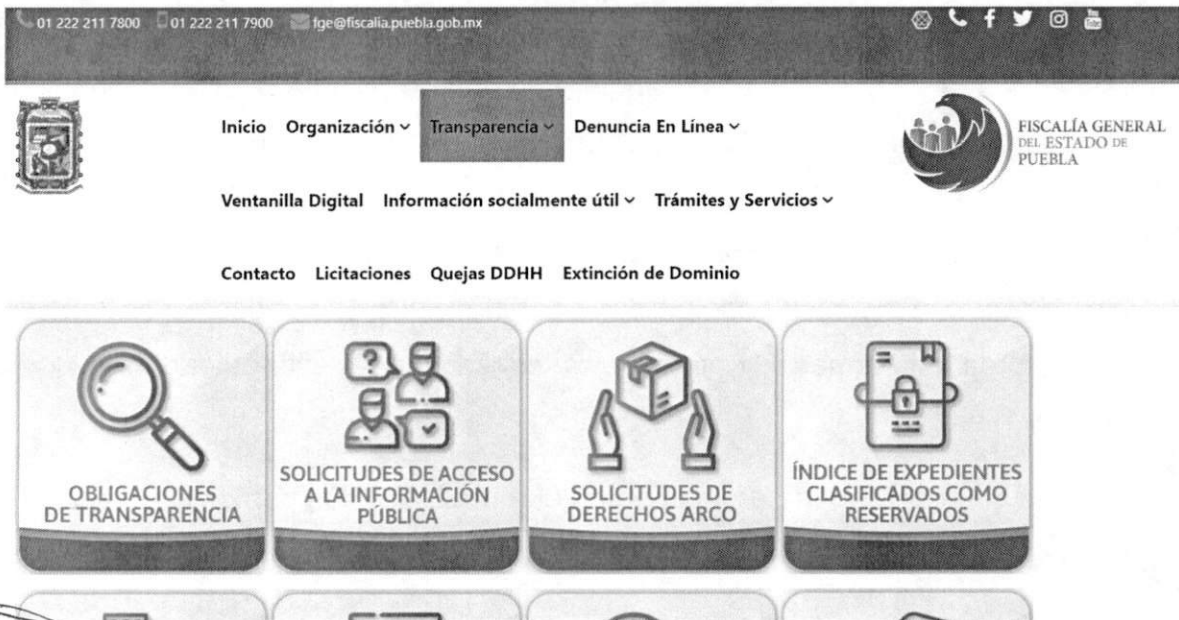 01 222 211 7800 01 222 211 7900 fge@fiscalia.puebla.gob.mx
Inicio Organización Transparencia Denuncia En Línea
FISCALÍA GENERAL
DEL ESTADO DE
PUEBLA
Ventanilla Digital Información socialmente útil Trámites y Servicios
Contacto Licitaciones Quejas DDHH Extinción de Dominio
OBLIGACIONES
DE TRANSPARENCIA
SOLICITUDES DE ACCESO
A LA INFORMACIÓN
PÚBLICA
SOLICITUDES DE
DERECHOS ARCO
ÍNDICE DE EXPEDIENTES
CLASIFICADOS COMO
RESERVADOS